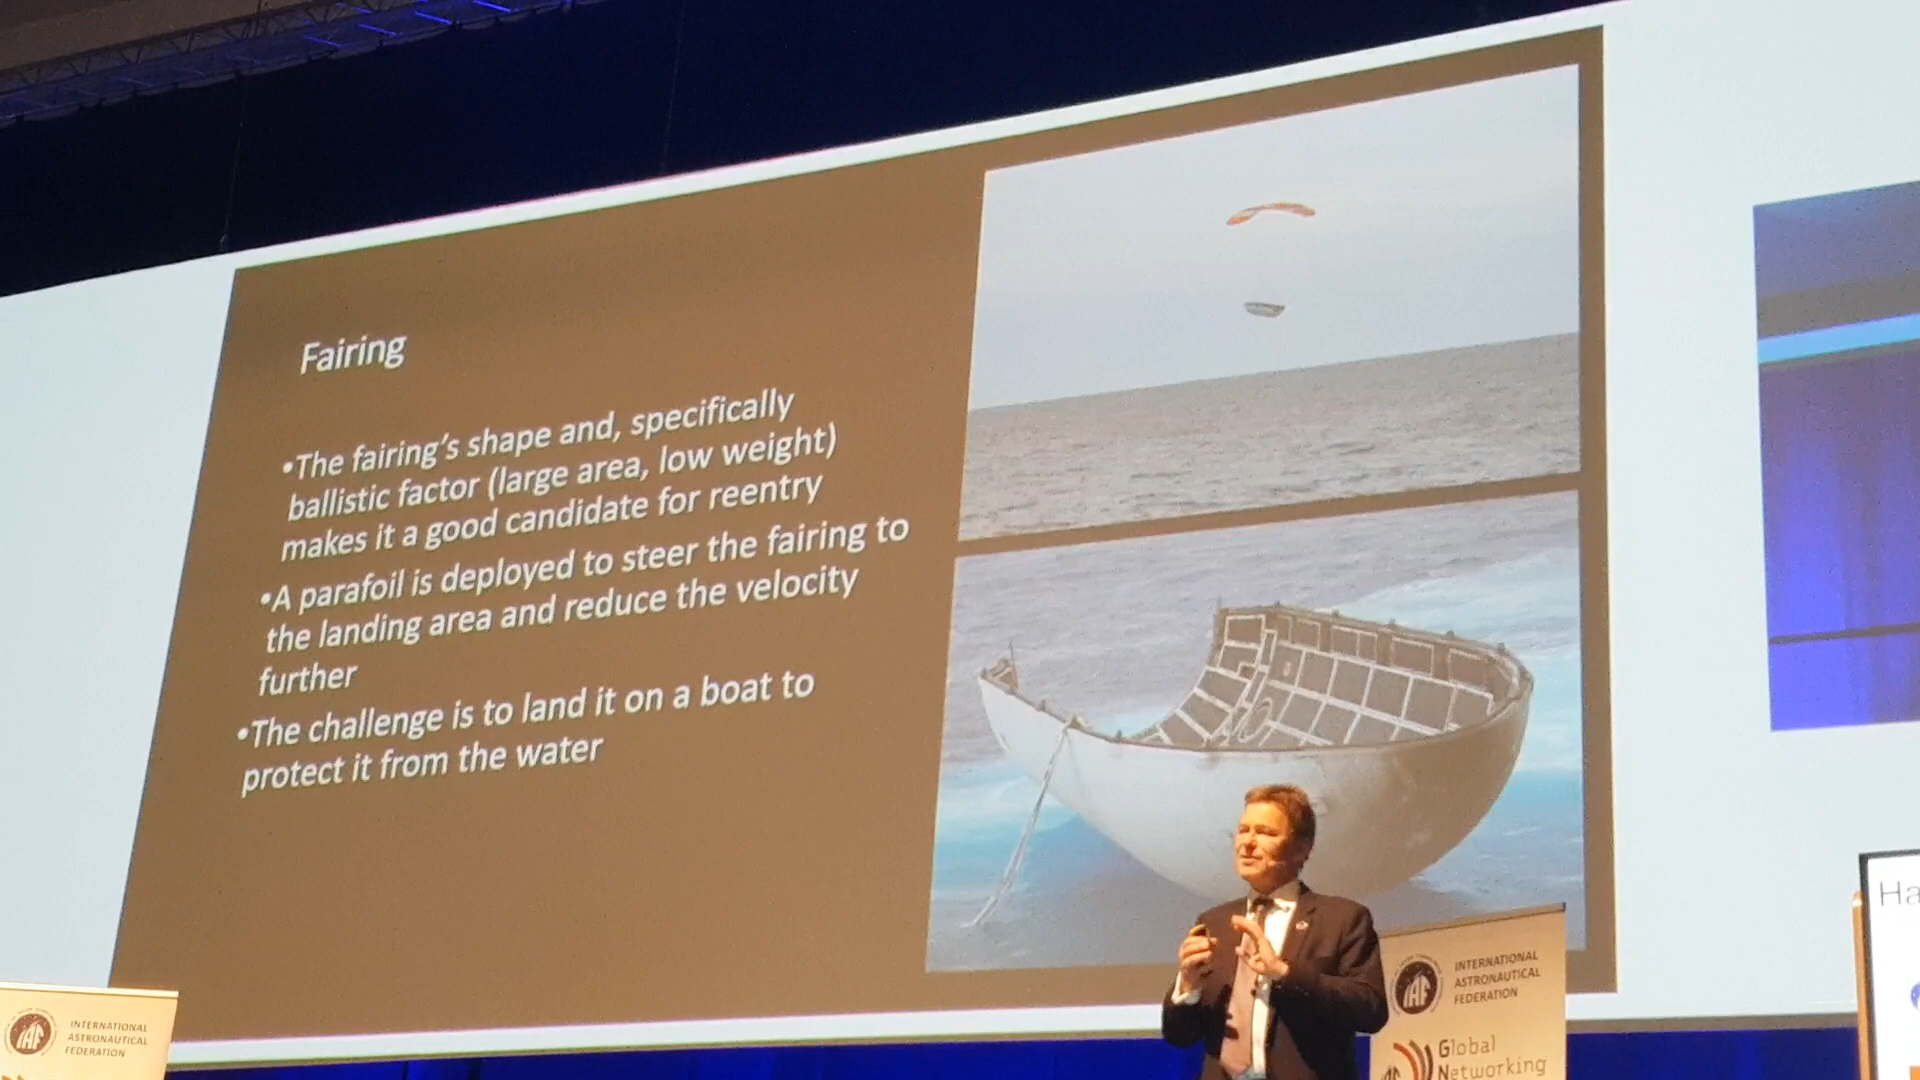 Fairing
•The fairing's shape and, specifically
ballistic factor (large area, low weight)
makes it a good candidate for reentry
•A parafoil is deployed to steer the fairing to
the landing area and reduce the velocity
further
•The challenge is to land it on a boat to
protect it from the water
Ha
IAF
INTERNATIONAL
ASTRONAUTICAL
FEDERATION
Global
Networking
IAF
INTERNATIONAL
ASTRONAUTICAL
FEDERATION